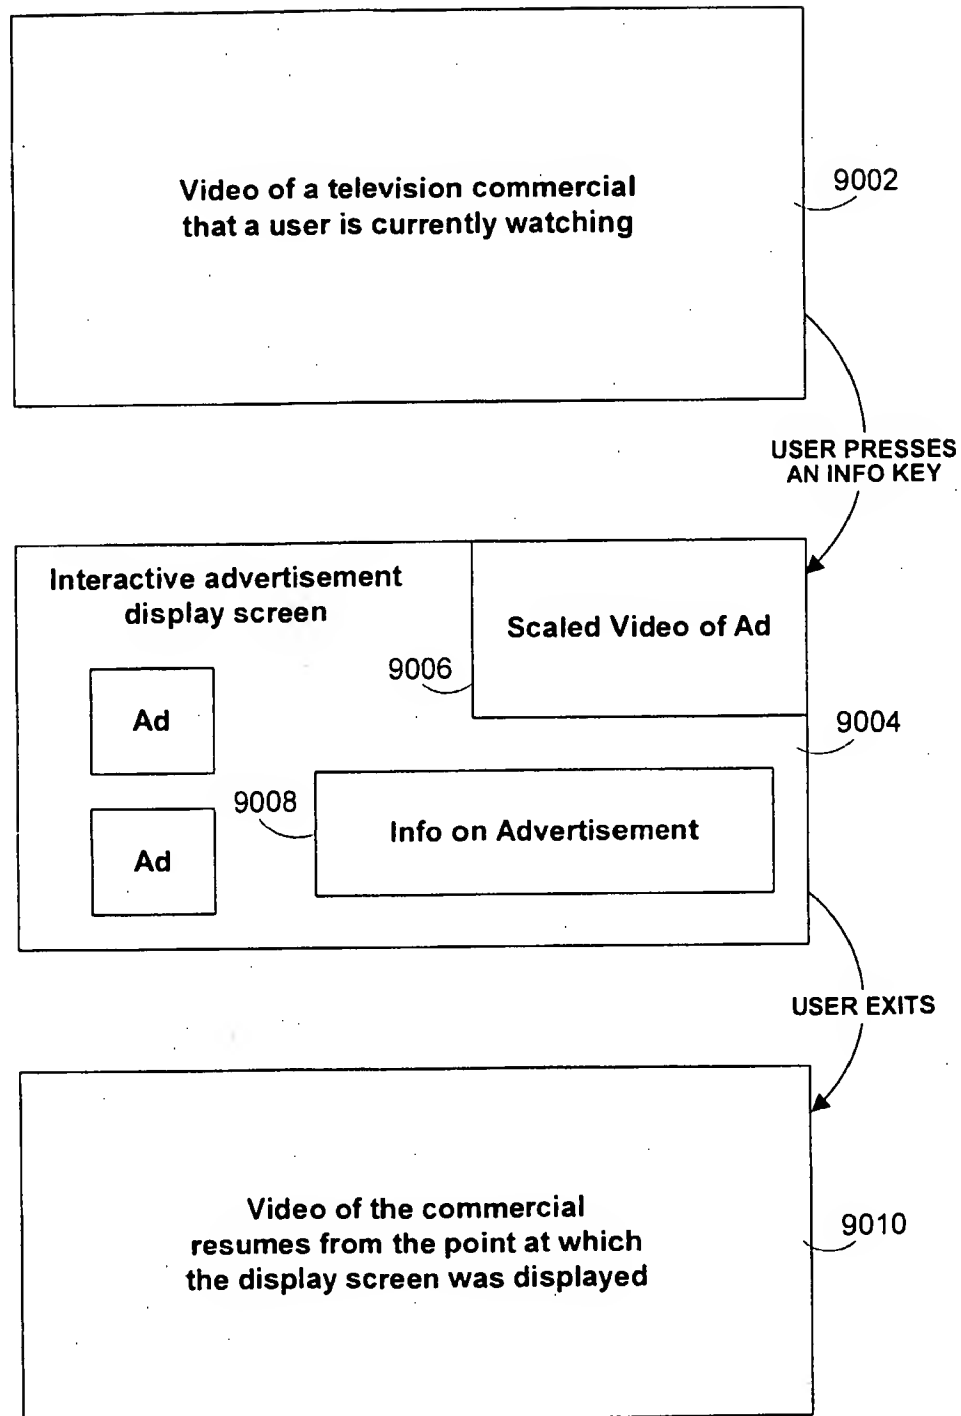 Video of a television commercial
that a user is currently watching
9002
USER PRESSES
AN INFO KEY
Interactive advertisement
display screen
Scaled Video of Ad
9006
Ad
9004
9008
Info on Advertisement
Ad
USER EXITS
Video of the commercial
resumes from the point at which
the display screen was displayed
9010